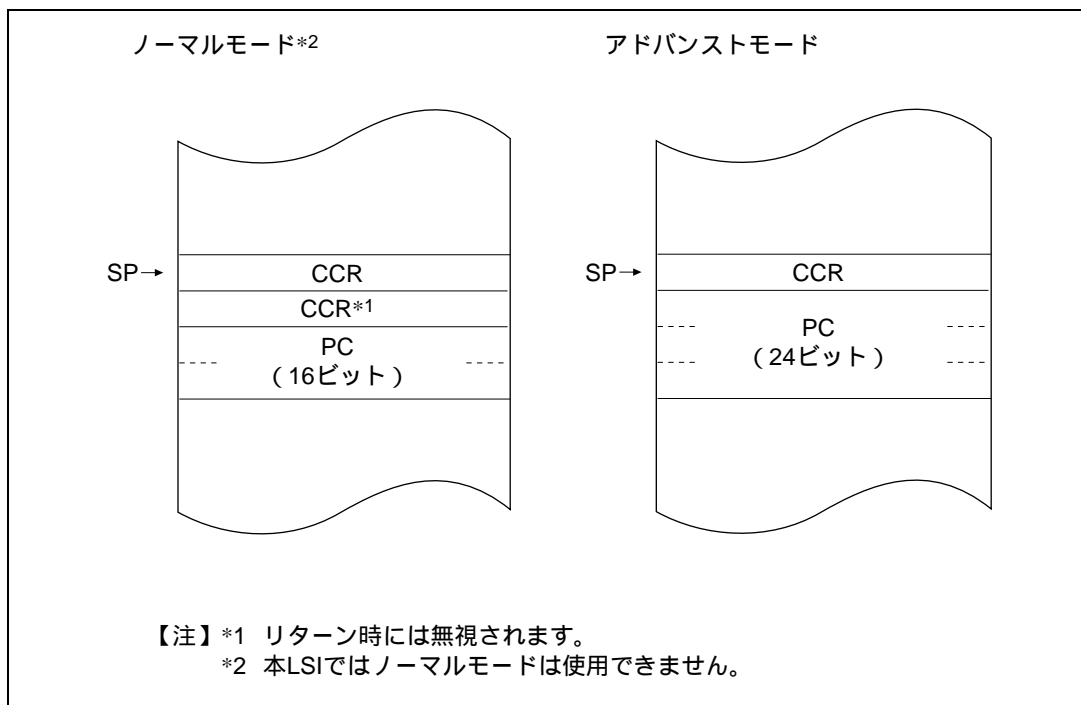 ノーマルモード*2
アドバンストモード
SP→
CCR
CCR*1
PC
（16ビット）
SP→
CCR
PC
（24ビット）
【注】*1 リターン時には無視されます。
*2 本LSIではノーマルモードは使用できません。